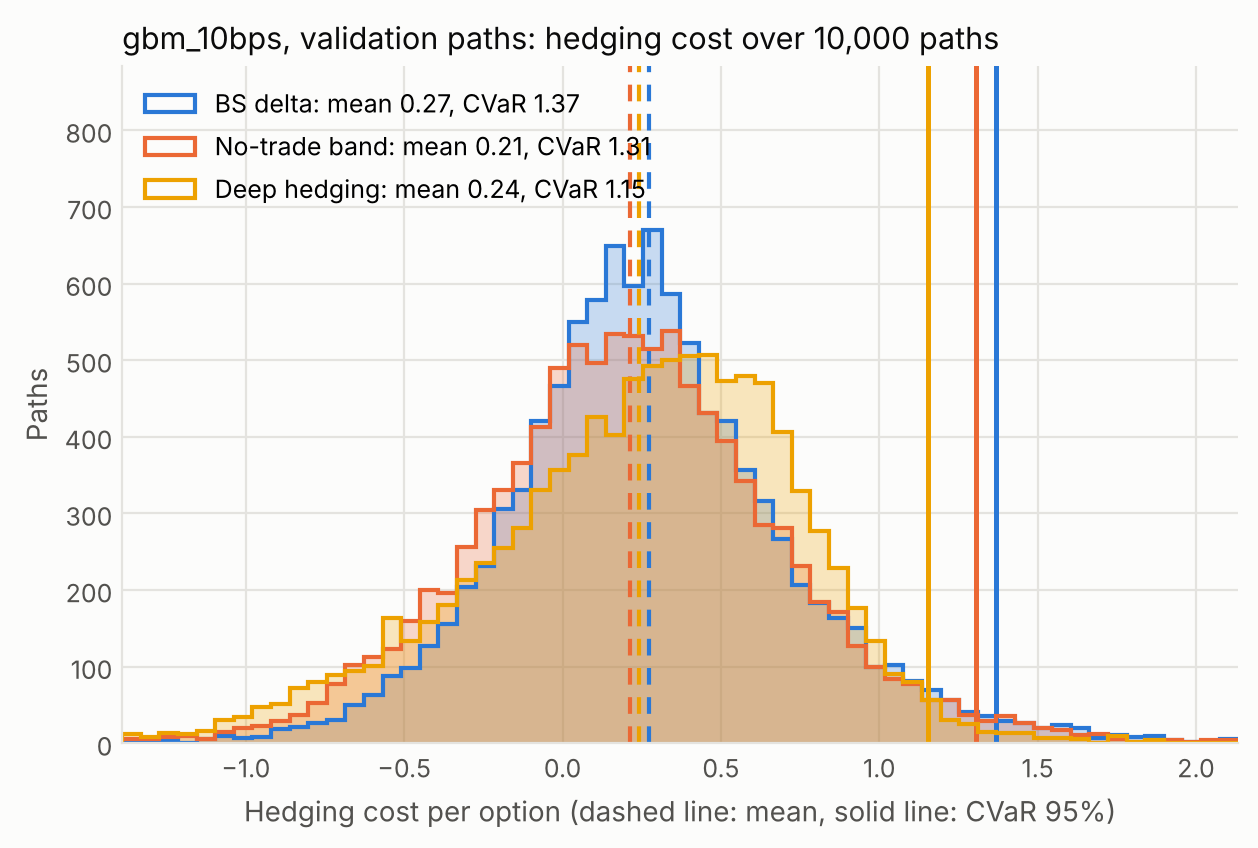 gbm_10bps, validation paths: hedging cost over 10,000 paths
BS delta: mean 0.27, CVaR 1.37
No-trade band: mean 0.21, CVaR 1.31
Deep hedging: mean 0.24, CVaR 1.15
Paths
800
700
600
500
400
300
200
100
0
−1.0 −0.5 0.0 0.5 1.0 1.5 2.0
Hedging cost per option (dashed line: mean, solid line: CVaR 95%)